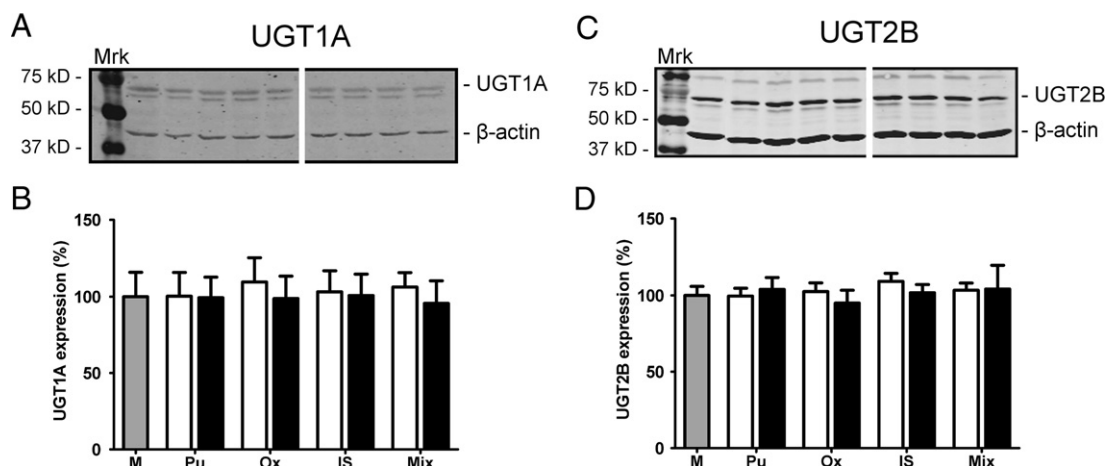 A
UGT1A
Mrk
75 kD -
50 kD -
37 kD -
- UGT1A
- β-actin
C
UGT2B
Mrk
75 kD -
50 kD -
37 kD -
- UGT2B
- β-actin
B
UGT1A expression (%)
150
100
50
0
M Pu Ox IS Mix
D
UGT2B expression (%)
150
100
50
0
M Pu Ox IS Mix